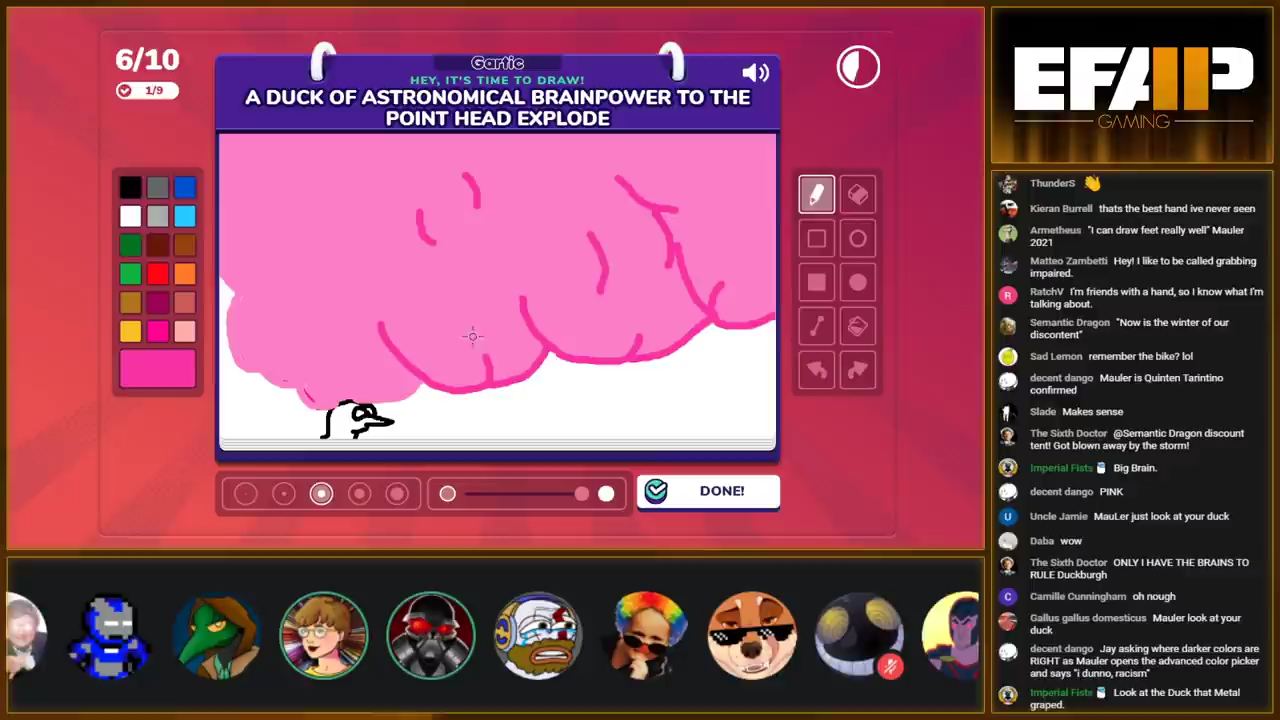 6/10
1/9
Gartic
HEY, IT'S TIME TO DRAW!
A DUCK OF ASTRONOMICAL BRAINPOWER TO THE
POINT HEAD EXPLODE
DONE!
EFAP
GAMING
ThunderS 👋
Kieran Burrell thats the best hand ive never seen
Armetheus "I can draw feet really well" Mauler
2021
Matteo Zambetti Hey! I like to be called grabbing
impaired.
R
RatchV I'm friends with a hand, so I know what I'm
talking about.
Semantic Dragon "Now is the winter of our
discontent"
Sad Lemon remember the bike? lol
decent dango Mauler is Quinten Tarintino
confirmed
Slade Makes sense
The Sixth Doctor @Semantic Dragon discount
tent! Got blown away by the storm!
Imperial Fists Big Brain.
decent dango PINK
U
Uncle Jamie MauLer just look at your duck
Daba wow
The Sixth Doctor ONLY I HAVE THE BRAINS TO
RULE Duckburgh
C
Camille Cunningham oh nough
Gallus gallus domesticus Mauler look at your
duck
decent dango Jay asking where darker colors are
RIGHT as Mauler opens the advanced color picker
and says "i dunno, racism"
Imperial Fists Look at the Duck that Metal
graped.